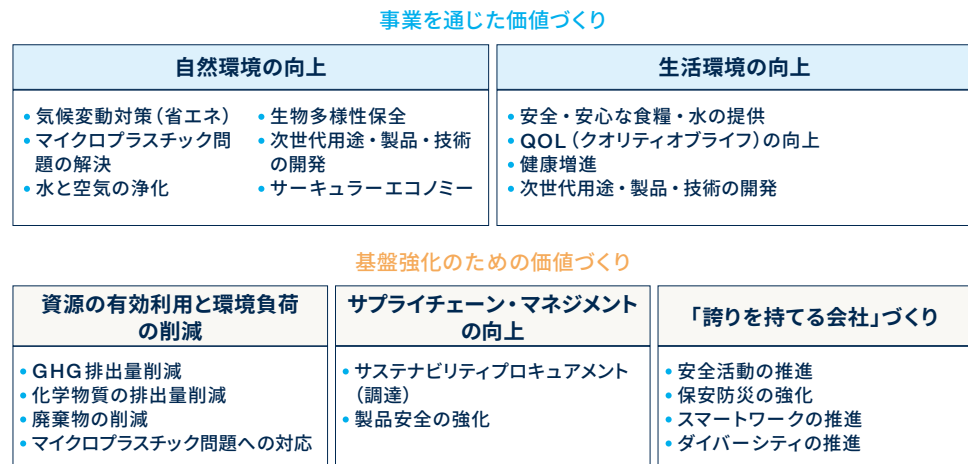 事業を通じた価値づくり
自然環境の向上
• 気候変動対策(省エネ)
• マイクロプラスチック問
題の解決
• 水と空気の浄化
• 生物多様性保全
• 次世代用途・製品・技術
の開発
• サーキュラーエコノミー
生活環境の向上
• 安全・安心な食糧・水の提供
• QOL(クオリティオブライフ)の向上
• 健康増進
• 次世代用途・製品・技術の開発
基盤強化のための価値づくり
資源の有効利用と環境負荷
の削減
• GHG排出量削減
• 化学物質の排出量削減
• 廃棄物の削減
• マイクロプラスチック問題への対応
サプライチェーン・マネジメント
の向上
• サステナビリティプロキュアメント
(調達)
• 製品安全の強化
「誇りを持てる会社」づくり
• 安全活動の推進
• 保安防災の強化
• スマートワークの推進
• ダイバーシティの推進